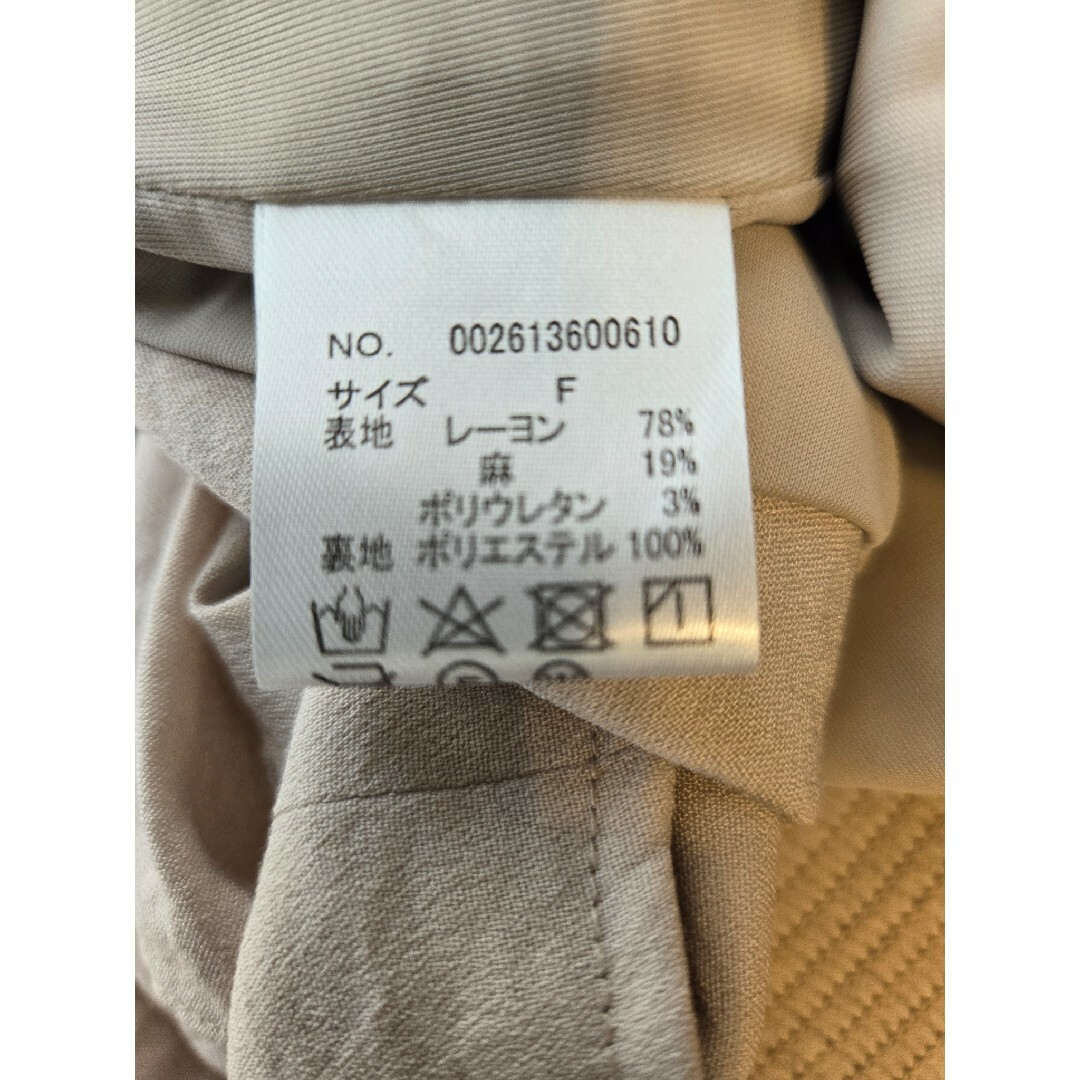 NO. 002613600610
サイズ F
表地 レーヨン 78%
麻 19%
ポリウレタン 3%
裏地 ポリエステル 100%